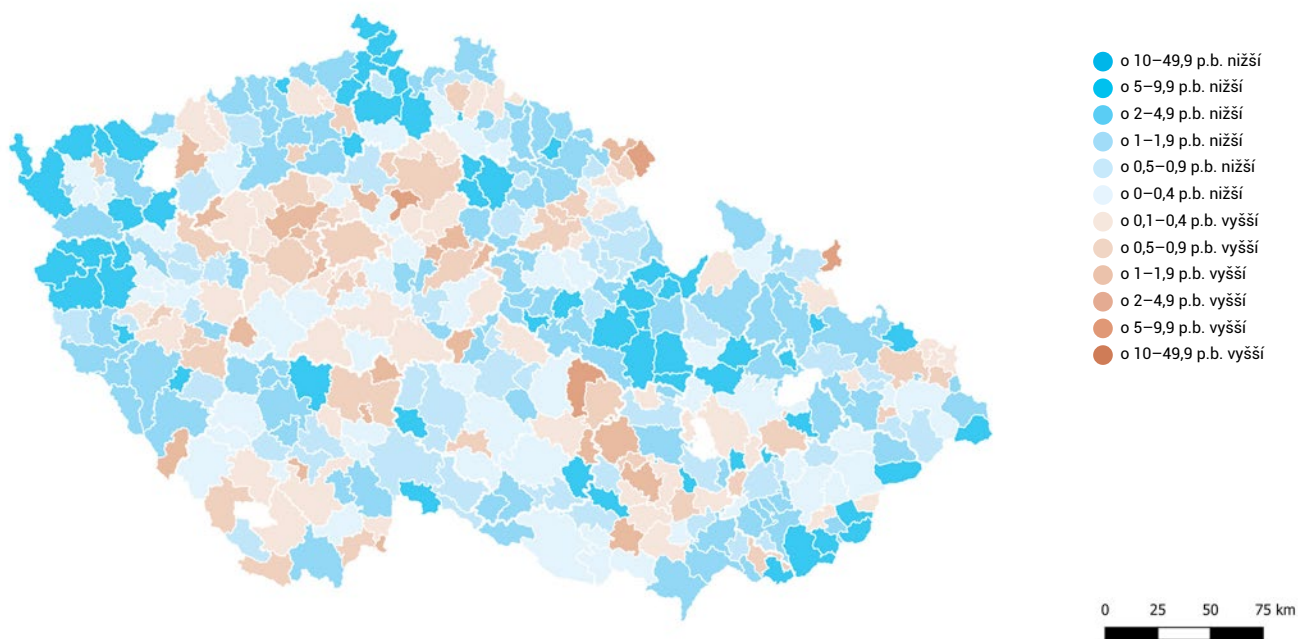 o 10–49,9 p.b. nižší
o 5–9,9 p.b. nižší
o 2–4,9 p.b. nižší
o 1–1,9 p.b. nižší
o 0,5–0,9 p.b. nižší
o 0–0,4 p.b. nižší
o 0,1–0,4 p.b. vyšší
o 0,5–0,9 p.b. vyšší
o 1–1,9 p.b. vyšší
o 2–4,9 p.b. vyšší
o 5–9,9 p.b. vyšší
o 10–49,9 p.b. vyšší
0 25 50 75 km